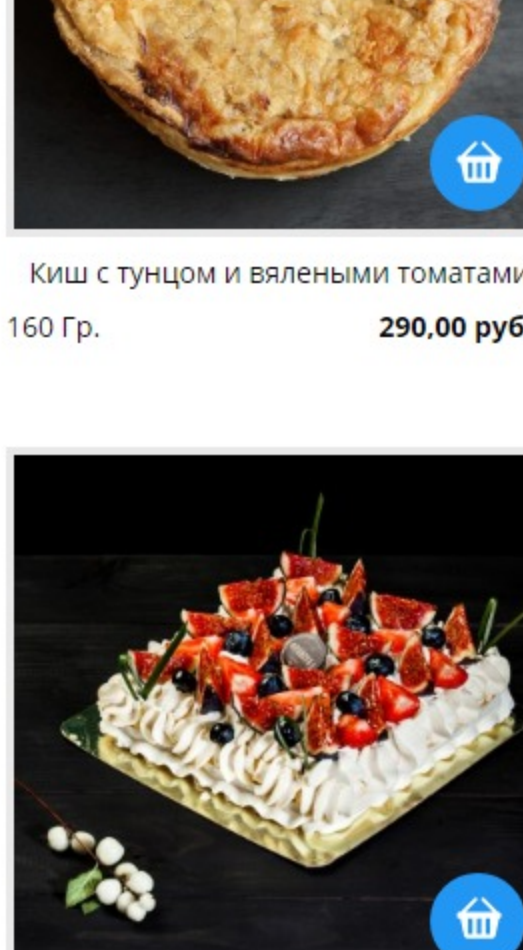 Киш с тунцом и вялеными томатами
160 Гр.
290,00 руб